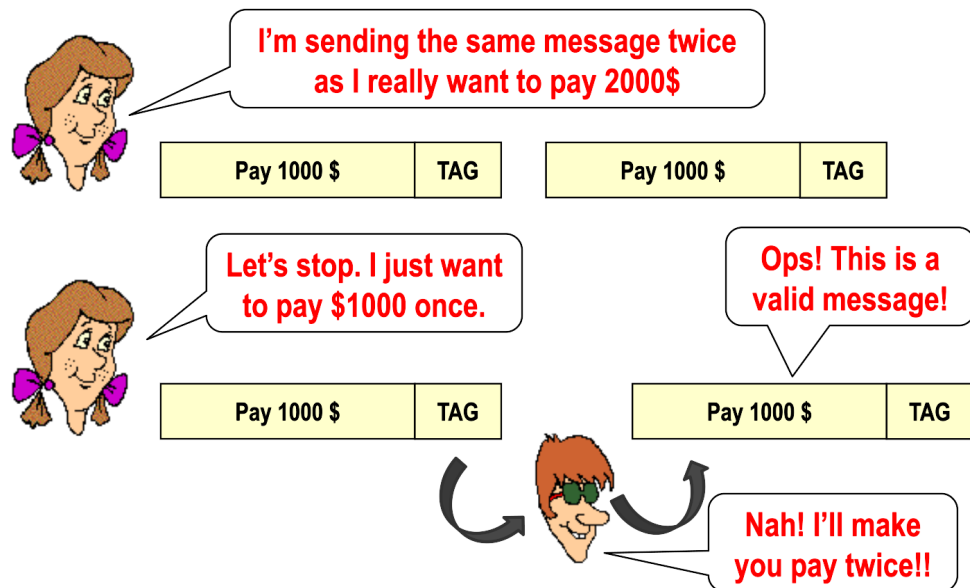 I'm sending the same message twice
as I really want to pay 2000$
Pay 1000 $ TAG Pay 1000 $ TAG
Let's stop. I just want
to pay $1000 once.
Ops! This is a
valid message!
Pay 1000 $ TAG Pay 1000 $ TAG
Nah! I'll make
you pay twice!!